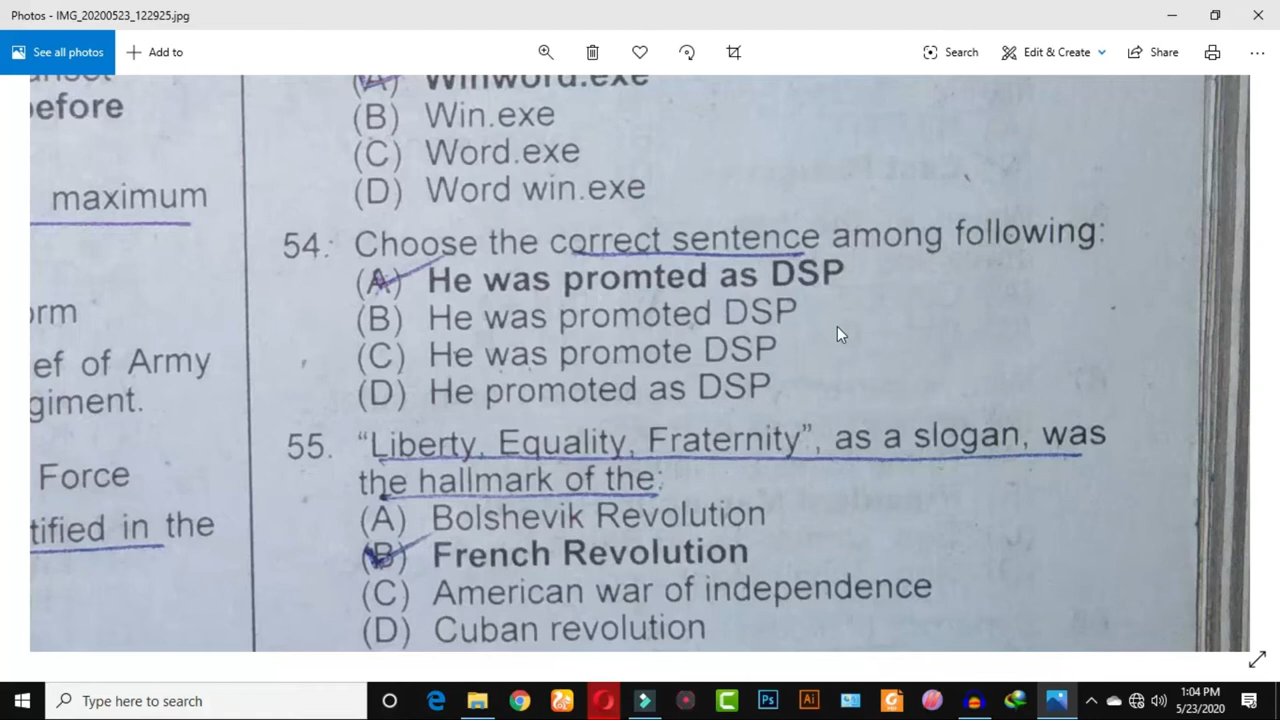 Photos - IMG_20200523_122925.jpg
See all photos
Add to
Search
Edit & Create
Share
before
maximum
orm
ef of Army
giment.
Force
tified in the
(A) Winword.exe
(B) Win.exe
(C) Word.exe
(D) Word win.exe
54. Choose the correct sentence among following:
(A) He was promted as DSP
(B) He was promoted DSP
(C) He was promote DSP
(D) He promoted as DSP
55. “Liberty, Equality, Fraternity”, as a slogan, was
the hallmark of the:
(A) Bolshevik Revolution
(B) French Revolution
(C) American war of independence
(D) Cuban revolution
Type here to search
1:04 PM
5/23/2020